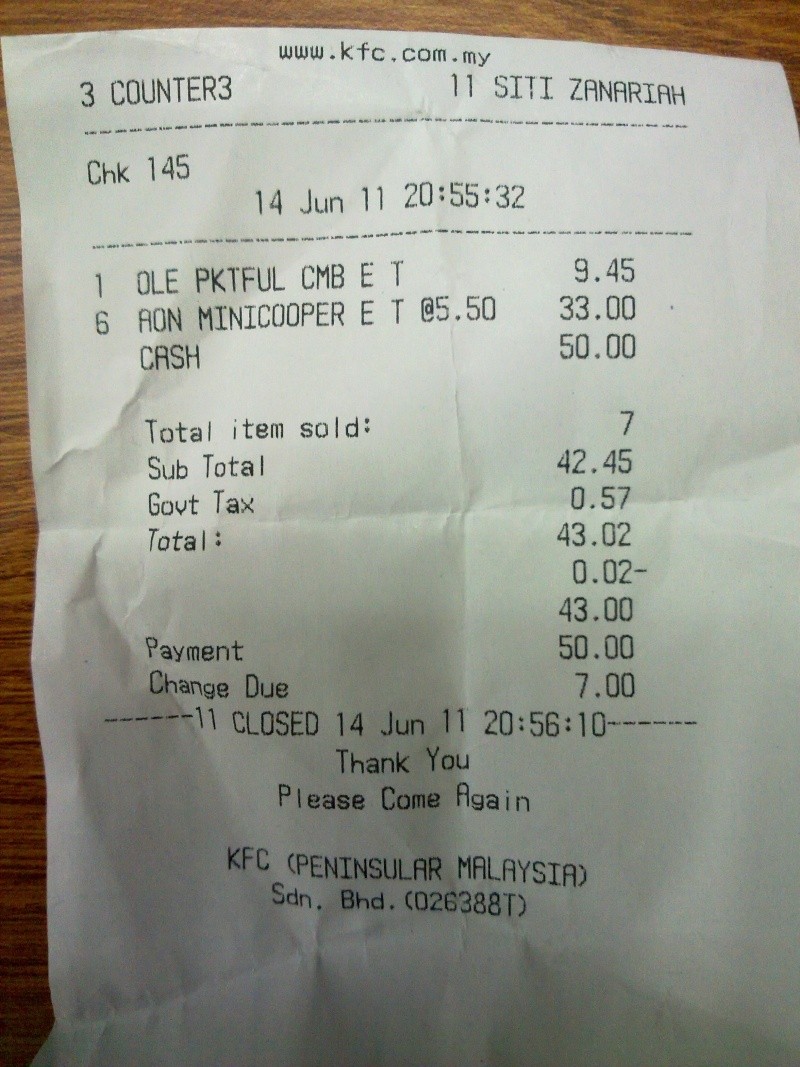 www.kfc.com.my
3 COUNTER3 11 SITI ZANARIAH
Chk 145
14 Jun 11 20:55:32
1 OLE PKTFUL CMB E T 9.45
6 AON MINICOOPER E T @5.50 33.00
CASH 50.00
Total item sold: 7
Sub Total 42.45
Govt Tax 0.57
Total: 43.02
0.02-
43.00
Payment 50.00
Change Due 7.00
------11 CLOSED 14 Jun 11 20:56:10------
Thank You
Please Come Again
KFC (PENINSULAR MALAYSIA)
Sdn. Bhd.(026388T)